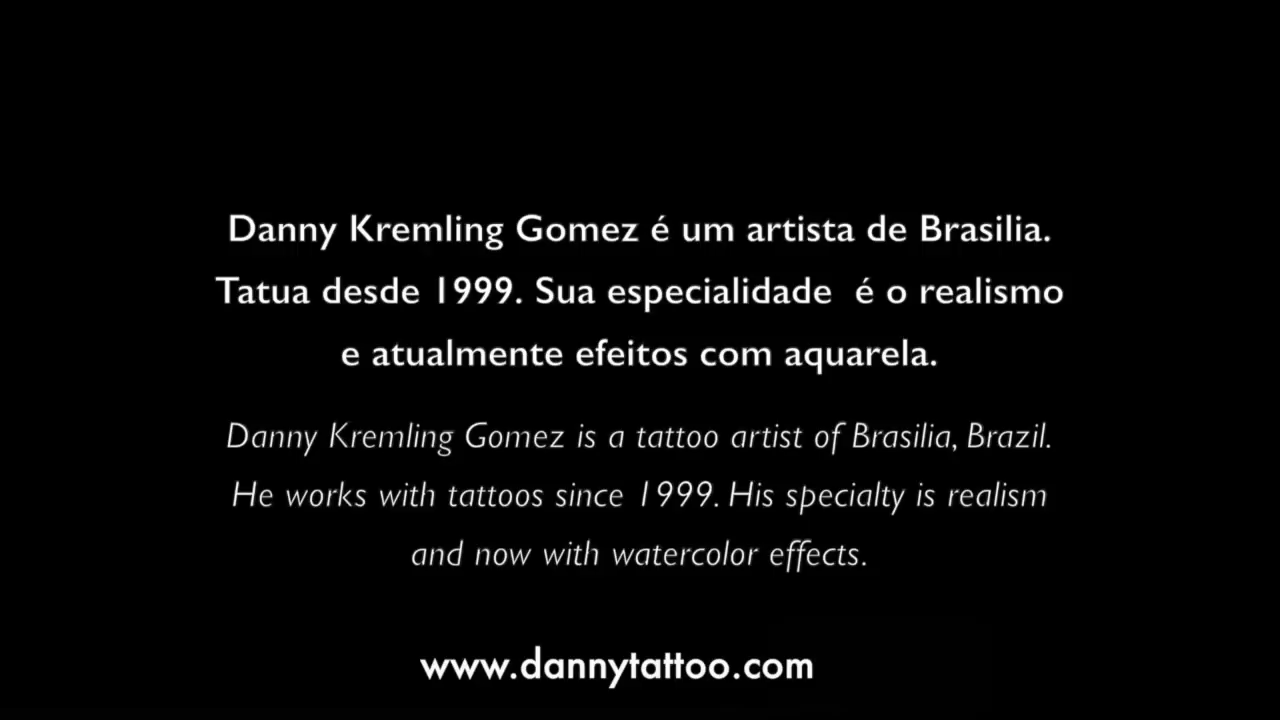 Danny Kremling Gomez é um artista de Brasilia.
Tatua desde 1999. Sua especialidade é o realismo
e atualmente efeitos com aquarela.
Danny Kremling Gomez is a tattoo artist of Brasilia, Brazil.
He works with tattoos since 1999. His specialty is realism
and now with watercolor effects.
www.dannytattoo.com